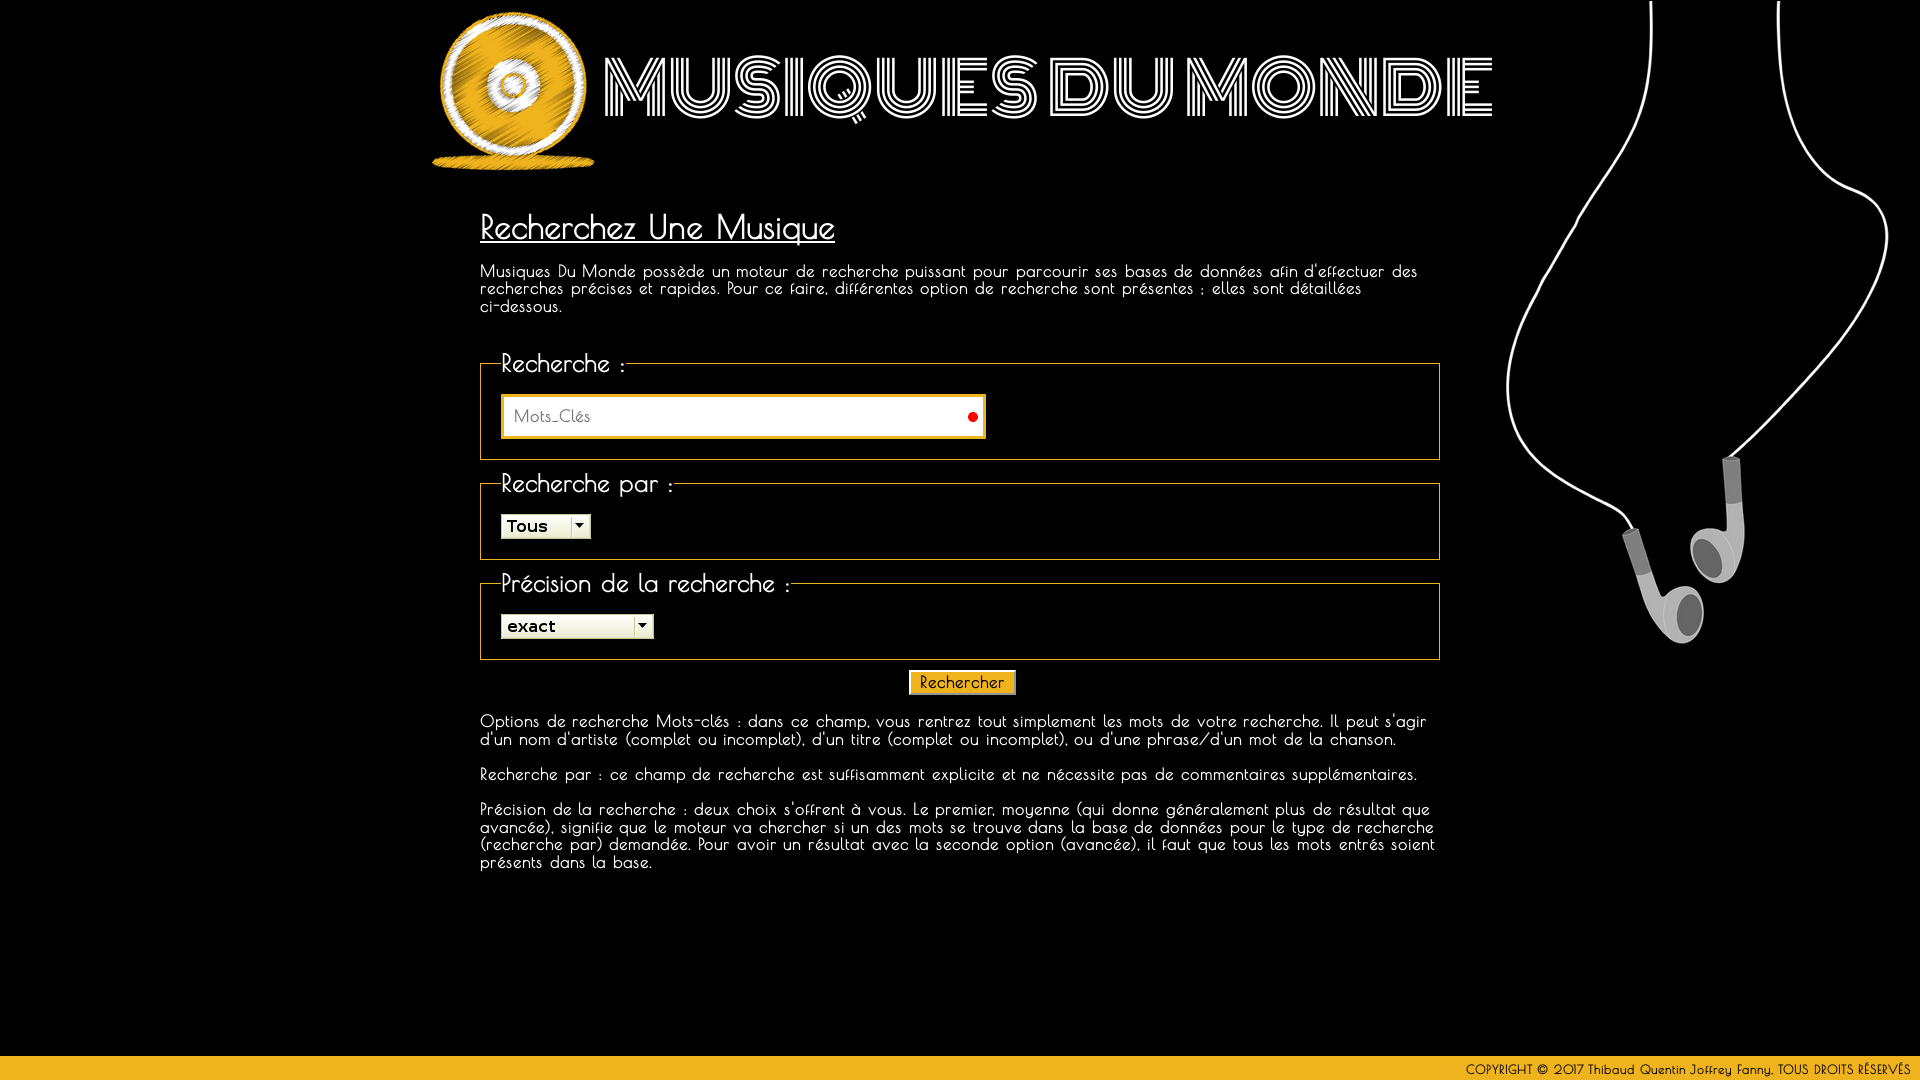 MUSIQUES DU MONDE
Recherchez Une Musique
Musiques Du Monde possède un moteur de recherche puissant pour parcourir ses bases de données afin d'effectuer des
recherches précises et rapides. Pour ce faire, différentes option de recherche sont présentes ; elles sont détaillées
ci-dessous.
Recherche :
Mots_Clés
Recherche par :
Tous
Précision de la recherche :
exact
Rechercher
Options de recherche Mots-clés : dans ce champ, vous rentrez tout simplement les mots de votre recherche. Il peut s'agir
d'un nom d'artiste (complet ou incomplet), d'un titre (complet ou incomplet), ou d'une phrase/d'un mot de la chanson.
Recherche par : ce champ de recherche est suffisamment explicite et ne nécessite pas de commentaires supplémentaires.
Précision de la recherche : deux choix s'offrent à vous. Le premier, moyenne (qui donne généralement plus de résultat que
avancée), signifie que le moteur va chercher si un des mots se trouve dans la base de données pour le type de recherche
(recherche par) demandée. Pour avoir un résultat avec la seconde option (avancée), il faut que tous les mots entrés soient
présents dans la base.
COPYRIGHT © 2017 Thibaud Quentin Joffrey Fanny, TOUS DROITS RÉSERVÉS